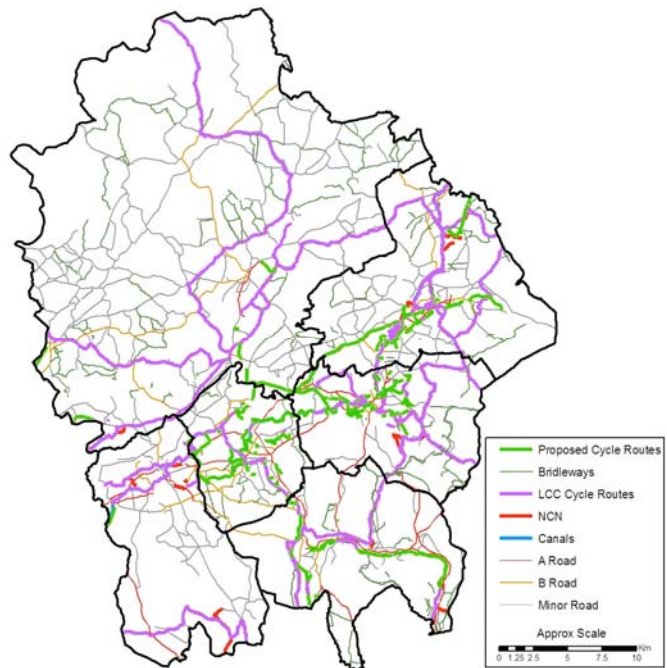 Proposed Cycle Routes
Bridleways
LCC Cycle Routes
NCN
Canals
A Road
B Road
Minor Road
Approx Scale
0 1.25 2.5 5 7.5 10
Km